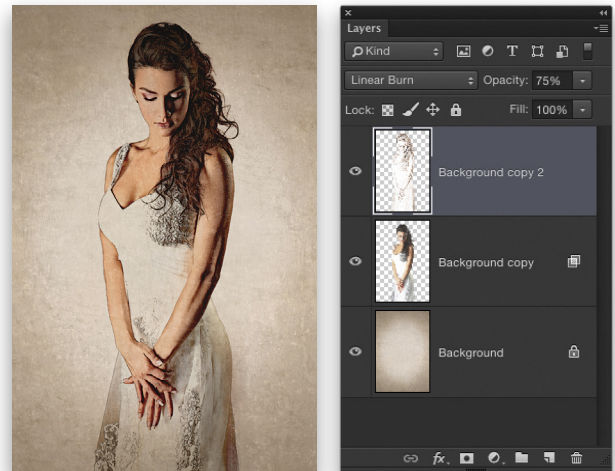 Layers
Kind
Linear Burn Opacity: 75%
Lock: Fill: 100%
Background copy 2
Background copy
Background
fx